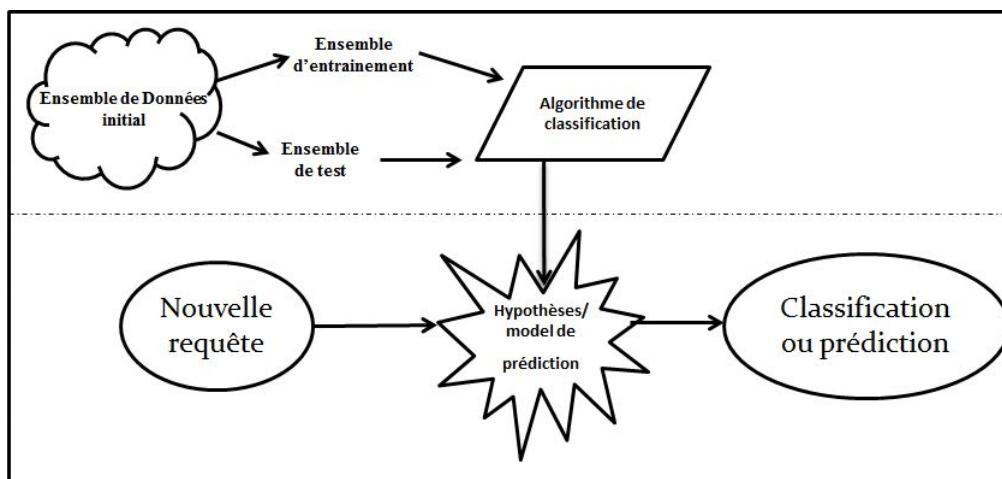 Ensemble
d'entrainement
Ensemble de Données
initial
Algorithme de
classification
Ensemble
de test
Nouvelle
requête
Hypothèses/
model de
prédiction
Classification
ou prédiction